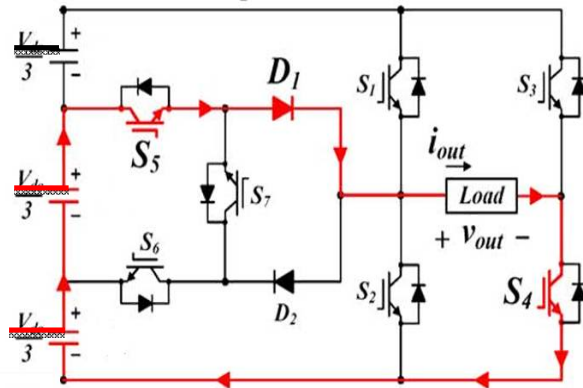 +
3
−
D1
S1
S3
S5
iout
+
3
−
S7
Load
S6
+ vout −
D2
S2
S4
+
3
−